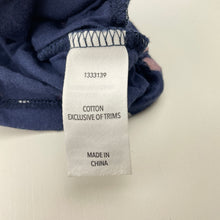 1333139
COTTON
EXCLUSIVE OF TRIMS
MADE IN
CHINA